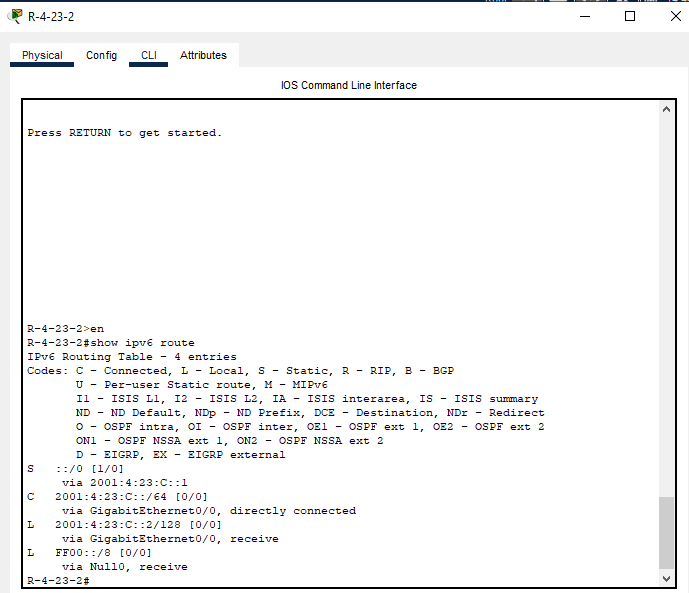 R-4-23-2
Physical Config CLI Attributes
IOS Command Line Interface
Press RETURN to get started.
R-4-23-2>en
R-4-23-2#show ipv6 route
IPv6 Routing Table - 4 entries
Codes: C - Connected, L - Local, S - Static, R - RIP, B - BGP
U - Per-user Static route, M - MIPv6
I1 - ISIS L1, I2 - ISIS L2, IA - ISIS interarea, IS - ISIS summary
ND - ND Default, NDp - ND Prefix, DCE - Destination, NDr - Redirect
O - OSPF intra, OI - OSPF inter, OE1 - OSPF ext 1, OE2 - OSPF ext 2
ON1 - OSPF NSSA ext 1, ON2 - OSPF NSSA ext 2
D - EIGRP, EX - EIGRP external
S ::/0 [1/0]
via 2001:4:23:C::1
C 2001:4:23:C::/64 [0/0]
via GigabitEthernet0/0, directly connected
L 2001:4:23:C::2/128 [0/0]
via GigabitEthernet0/0, receive
L FF00::/8 [0/0]
via Null0, receive
R-4-23-2#